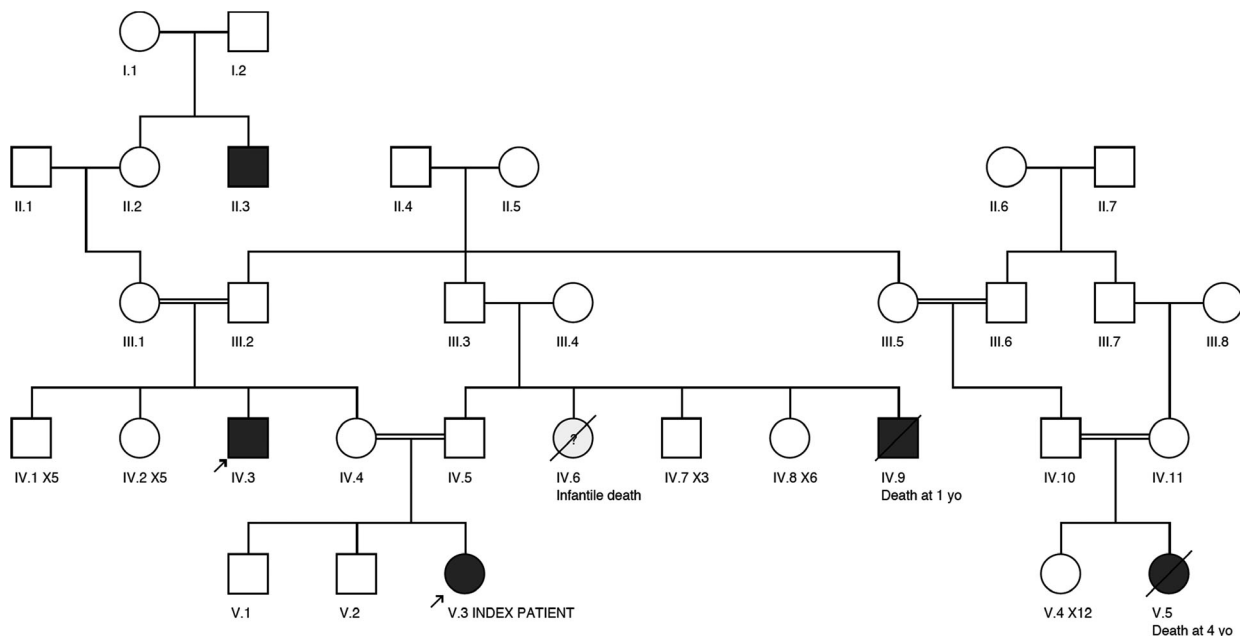 I.1
I.2
II.1
II.2
II.3
II.4
II.5
II.6
II.7
III.1
III.2
III.3
III.4
III.5
III.6
III.7
III.8
?
IV.1 X5
IV.2 X5
IV.3
IV.4
IV.5
IV.6
Infantile death
IV.7 X3
IV.8 X6
IV.9
Death at 1 yo
IV.10
IV.11
V.1
V.2
V.3 INDEX PATIENT
V.4 X12
V.5
Death at 4 yo